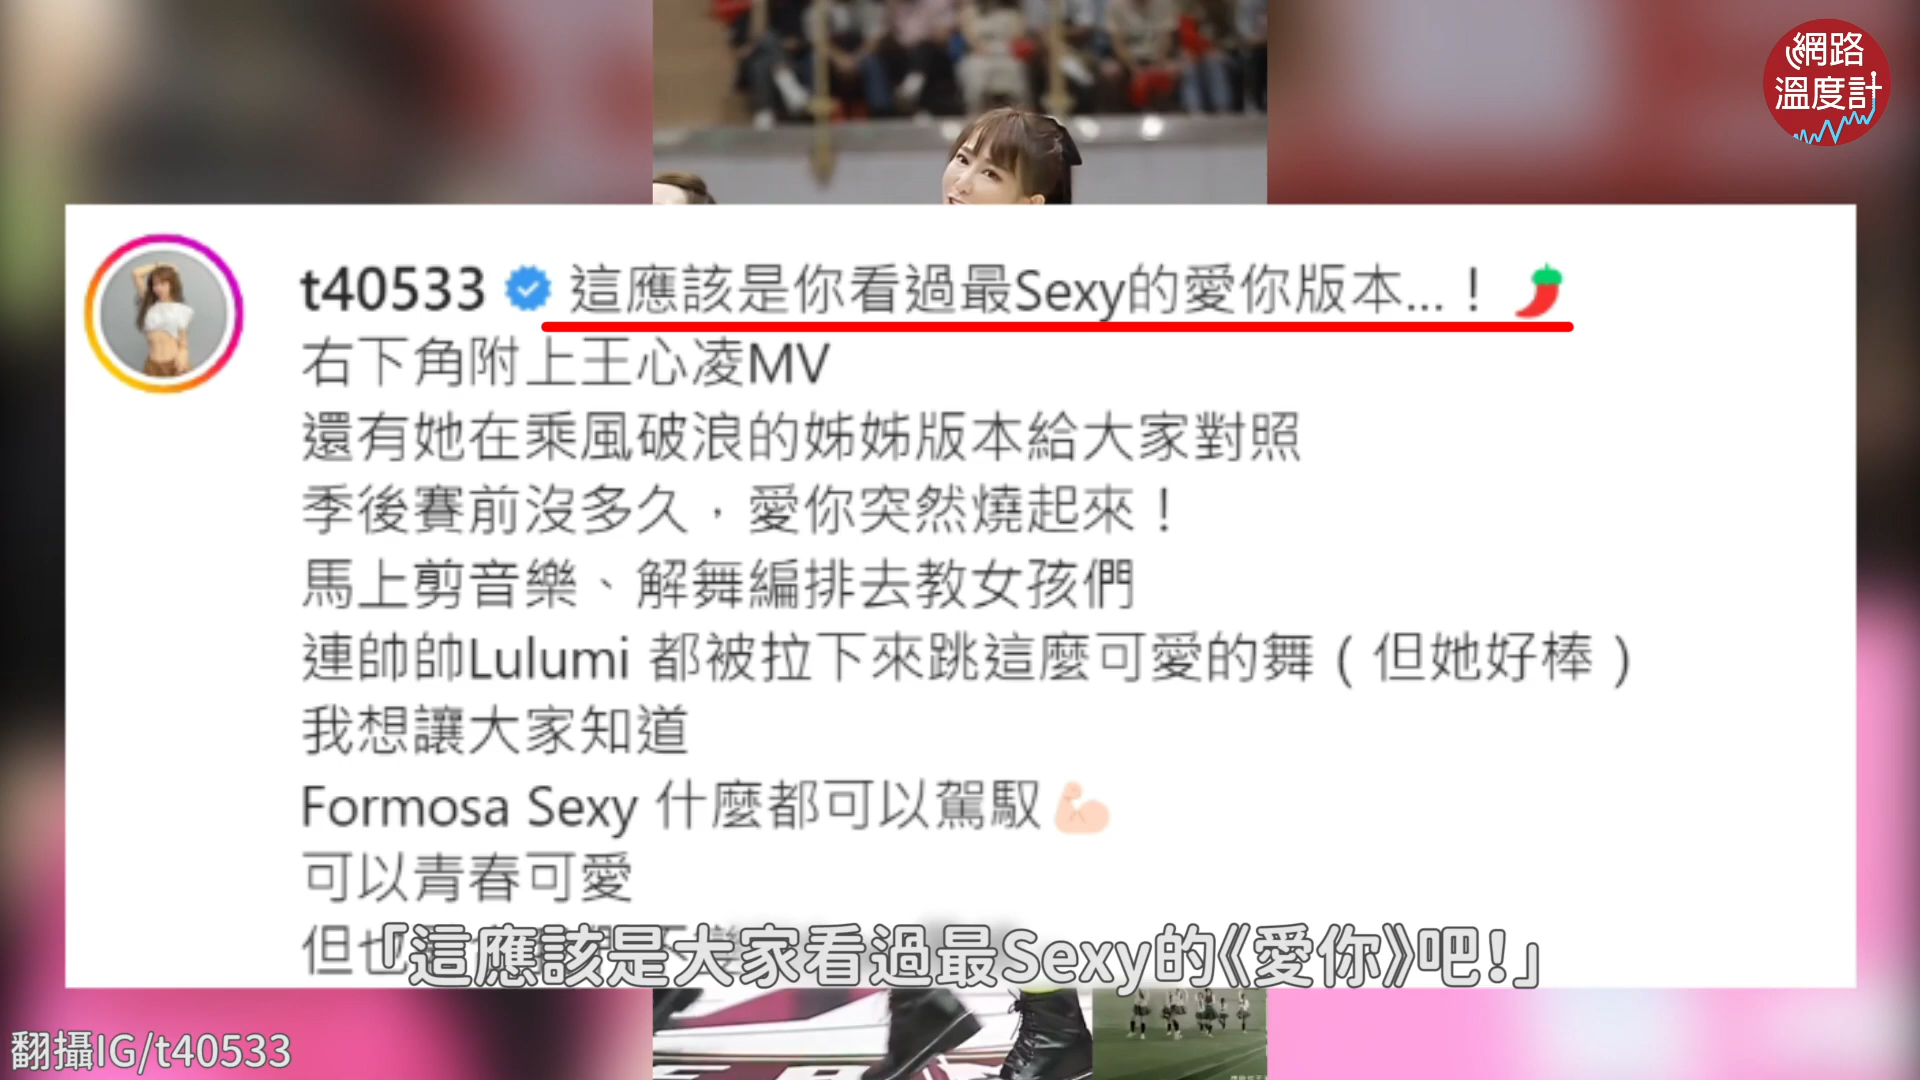 網路
溫度計
t40533 這應該是你看過最Sexy的愛你版本...！
右下角附上王心凌MV
還有她在乘風破浪的姊姊版本給大家對照
季後賽前沒多久，愛你突然燒起來！
馬上剪音樂、解舞編排去教女孩們
連帥帥Lulumi 都被拉下來跳這麼可愛的舞（但她好棒）
我想讓大家知道
Formosa Sexy 什麼都可以駕馭
可以青春可愛
但也
「這應該是大家看過最Sexy的《愛你》吧!」
翻攝IG/t40533